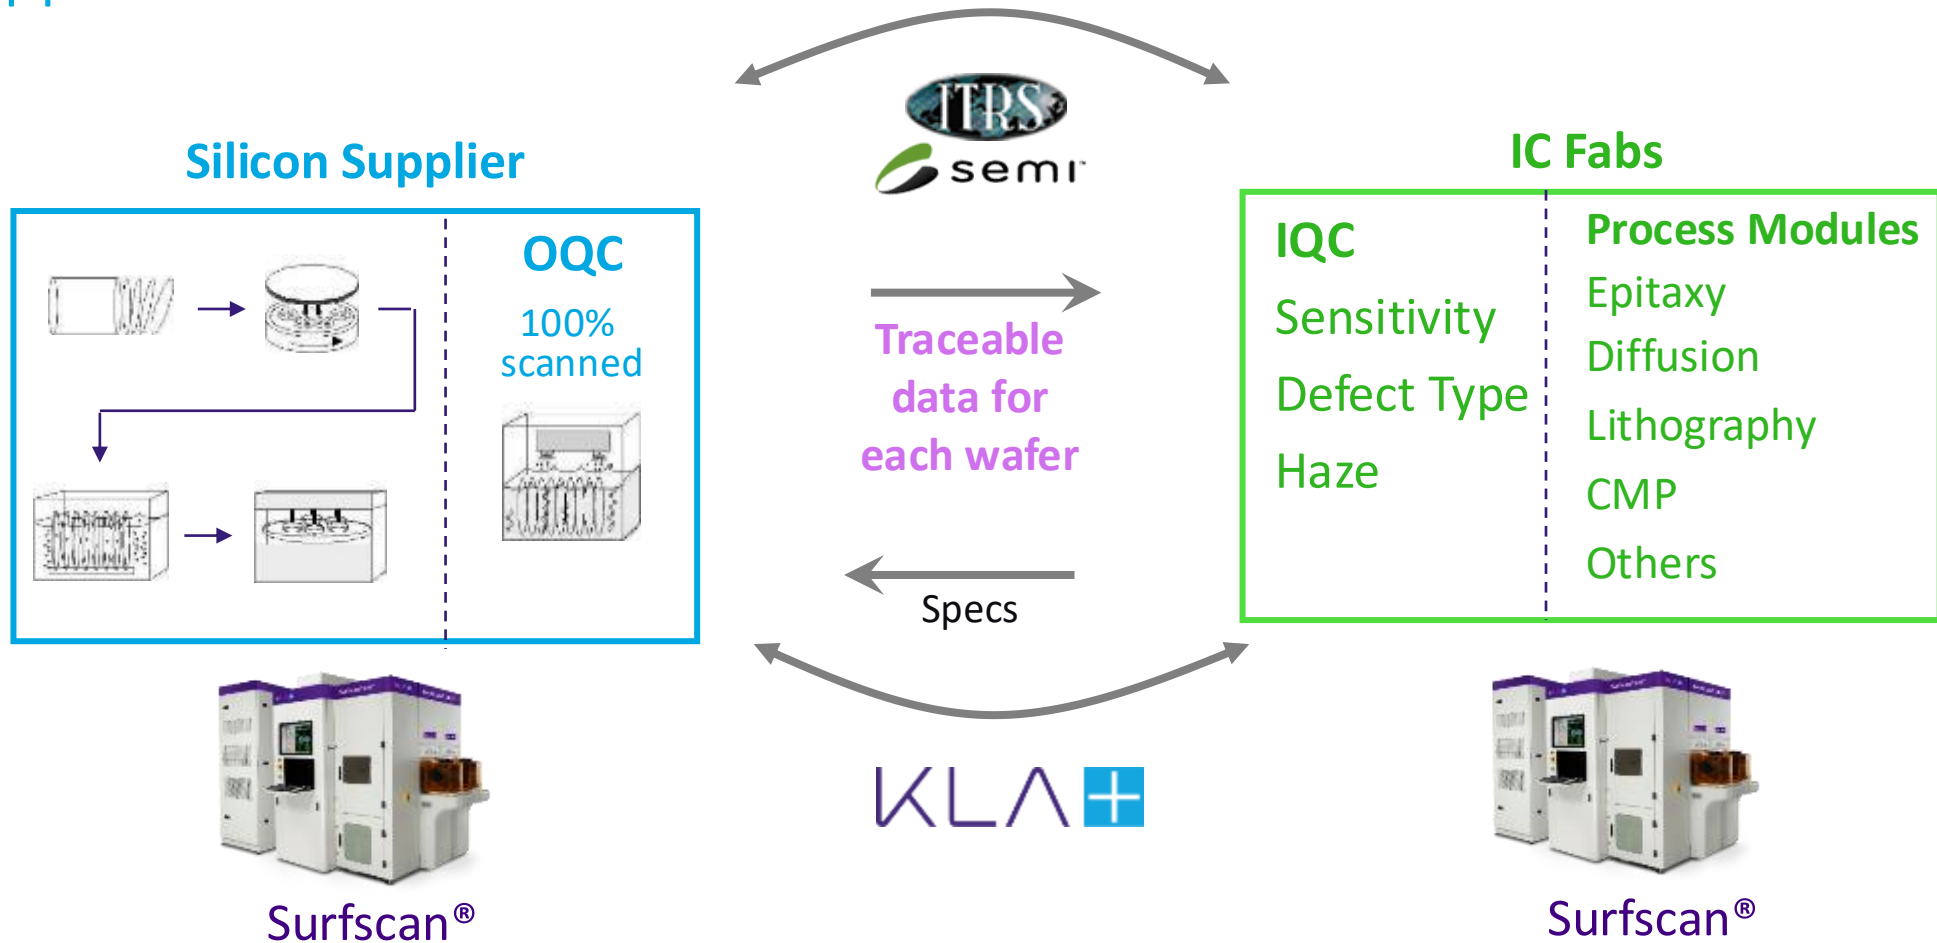 ITRS
semi™
Silicon Supplier
OQC
100%
scanned
Traceable
data for
each wafer
Specs
IC Fabs
IQC
Sensitivity
Defect Type
Haze
Process Modules
Epitaxy
Diffusion
Lithography
CMP
Others
KLA+
Surfscan®
Surfscan®